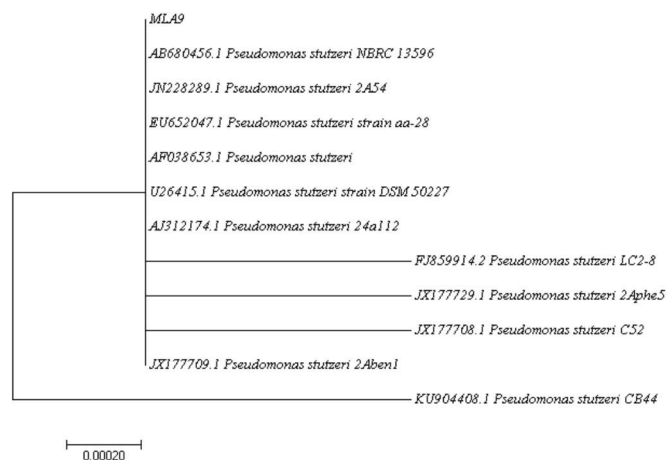 MLA9
AB680456.1 Pseudomonas stutzeri NBRC 13596
JN228289.1 Pseudomonas stutzeri 2A54
EU652047.1 Pseudomonas stutzeri strain aa-28
AF038653.1 Pseudomonas stutzeri
U26415.1 Pseudomonas stutzeri strain DSM 50227
AJ312174.1 Pseudomonas stutzeri 24a112
FJ859914.2 Pseudomonas stutzeri LC2-8
JX177729.1 Pseudomonas stutzeri 2Aphe5
JX177708.1 Pseudomonas stutzeri C52
JX177709.1 Pseudomonas stutzeri 2Aben1
KU904408.1 Pseudomonas stutzeri CB44
0.00020